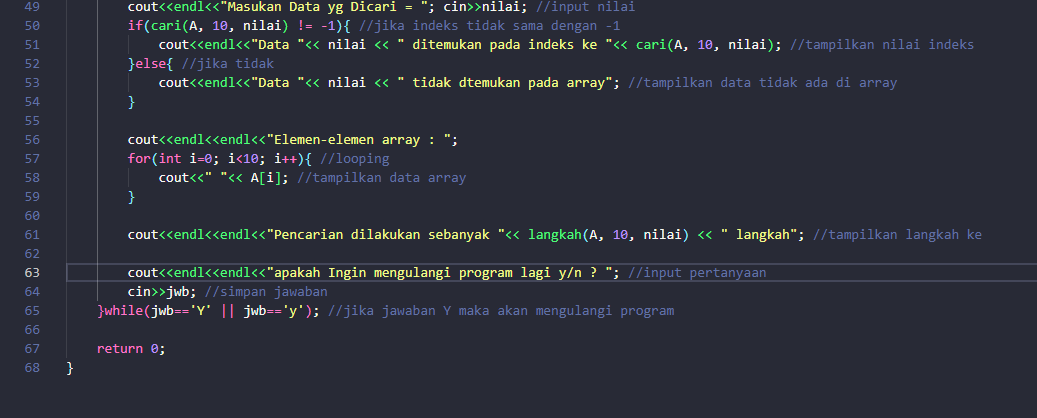 49 cout<<endl<<"Masukan Data yg Dicari = "; cin>>nilai; //input nilai
50 if(cari(A, 10, nilai) != -1){ //jika indeks tidak sama dengan -1
51 cout<<endl<<"Data "<< nilai << " ditemukan pada indeks ke "<< cari(A, 10, nilai); //tampilkan nilai indeks
52 }else{ //jika tidak
53 cout<<endl<<"Data "<< nilai << " tidak dtemukan pada array"; //tampilkan data tidak ada di array
54 }
55
56 cout<<endl<<endl<<"Elemen-elemen array : ";
57 for(int i=0; i<10; i++){ //looping
58 cout<<" "<< A[i]; //tampilkan data array
59 }
60
61 cout<<endl<<endl<<"Pencarian dilakukan sebanyak "<< langkah(A, 10, nilai) << " langkah"; //tampilkan langkah ke
62
63 cout<<endl<<endl<<"apakah Ingin mengulangi program lagi y/n ? "; //input pertanyaan
64 cin>>jwb; //simpan jawaban
65 }while(jwb=='Y' || jwb=='y'); //jika jawaban Y maka akan mengulangi program
66
67 return 0;
68 }